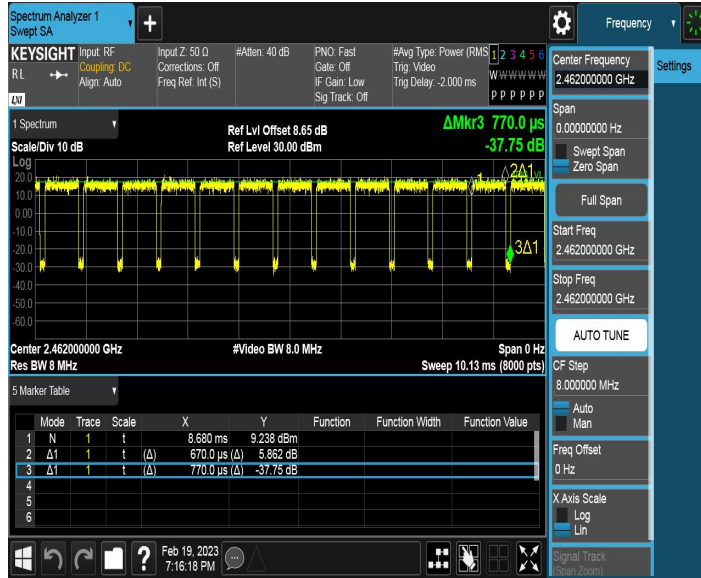 Spectrum Analyzer 1
Swept SA
Frequency
KEYSIGHT
RL
LXI
Input: RF
Coupling: DC
Align: Auto
Input Z: 50 Ω
Corrections: Off
Freq Ref: Int (S)
#Atten: 40 dB
PNO: Fast
Gate: Off
IF Gain: Low
Sig Track: Off
#Avg Type: Power (RMS
Trig: Video
Trig Delay: -2.000 ms
1 2 3 4 5 6
W W W W W W
P P P P P P
Center Frequency
2.462000000 GHz
Settings
Span
0.00000000 Hz
Swept Span
Zero Span
Full Span
Start Freq
2.462000000 GHz
Stop Freq
2.462000000 GHz
AUTO TUNE
CF Step
8.000000 MHz
Auto
Man
Freq Offset
0 Hz
X Axis Scale
Log
Lin
Signal Track
(Span Zoom)
1 Spectrum
Scale/Div 10 dB
Ref Lvl Offset 8.65 dB
Ref Level 30.00 dBm
ΔMkr3 770.0 µs
-37.75 dB
Log
20.0
10.0
0.00
-10.0
-20.0
-30.0
-40.0
-50.0
-60.0
1
2Δ1
3Δ1
Center 2.462000000 GHz
#Video BW 8.0 MHz
Span 0 Hz
Res BW 8 MHz
Sweep 10.13 ms (8000 pts)
5 Marker Table
Mode Trace Scale X Y Function Function Width Function Value
1 N 1 t 8.680 ms 9.238 dBm
2 Δ1 1 t (Δ) 670.0 µs (Δ) 5.862 dB
3 Δ1 1 t (Δ) 770.0 µs (Δ) -37.75 dB
4
5
6
?
Feb 19, 2023
7:16:18 PM